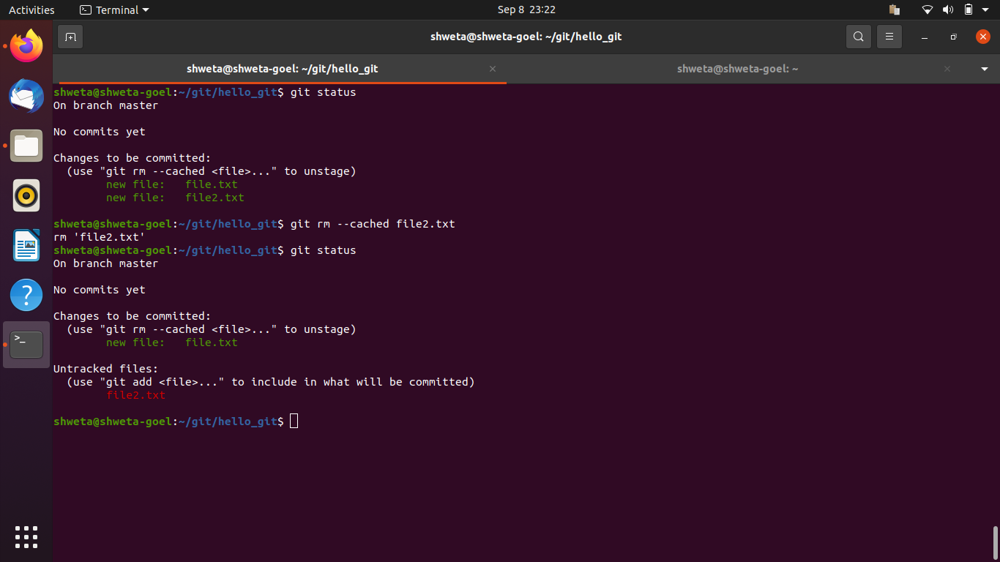 Activities Terminal Sep 8 23:22
shweta@shweta-goel: ~/git/hello_git
shweta@shweta-goel: ~/git/hello_git shweta@shweta-goel: ~
shweta@shweta-goel:~/git/hello_git$ git status
On branch master
No commits yet
Changes to be committed:
  (use "git rm --cached <file>..." to unstage)
        new file:   file.txt
        new file:   file2.txt
shweta@shweta-goel:~/git/hello_git$ git rm --cached file2.txt
rm 'file2.txt'
shweta@shweta-goel:~/git/hello_git$ git status
On branch master
No commits yet
Changes to be committed:
  (use "git rm --cached <file>..." to unstage)
        new file:   file.txt
Untracked files:
  (use "git add <file>..." to include in what will be committed)
        file2.txt
shweta@shweta-goel:~/git/hello_git$